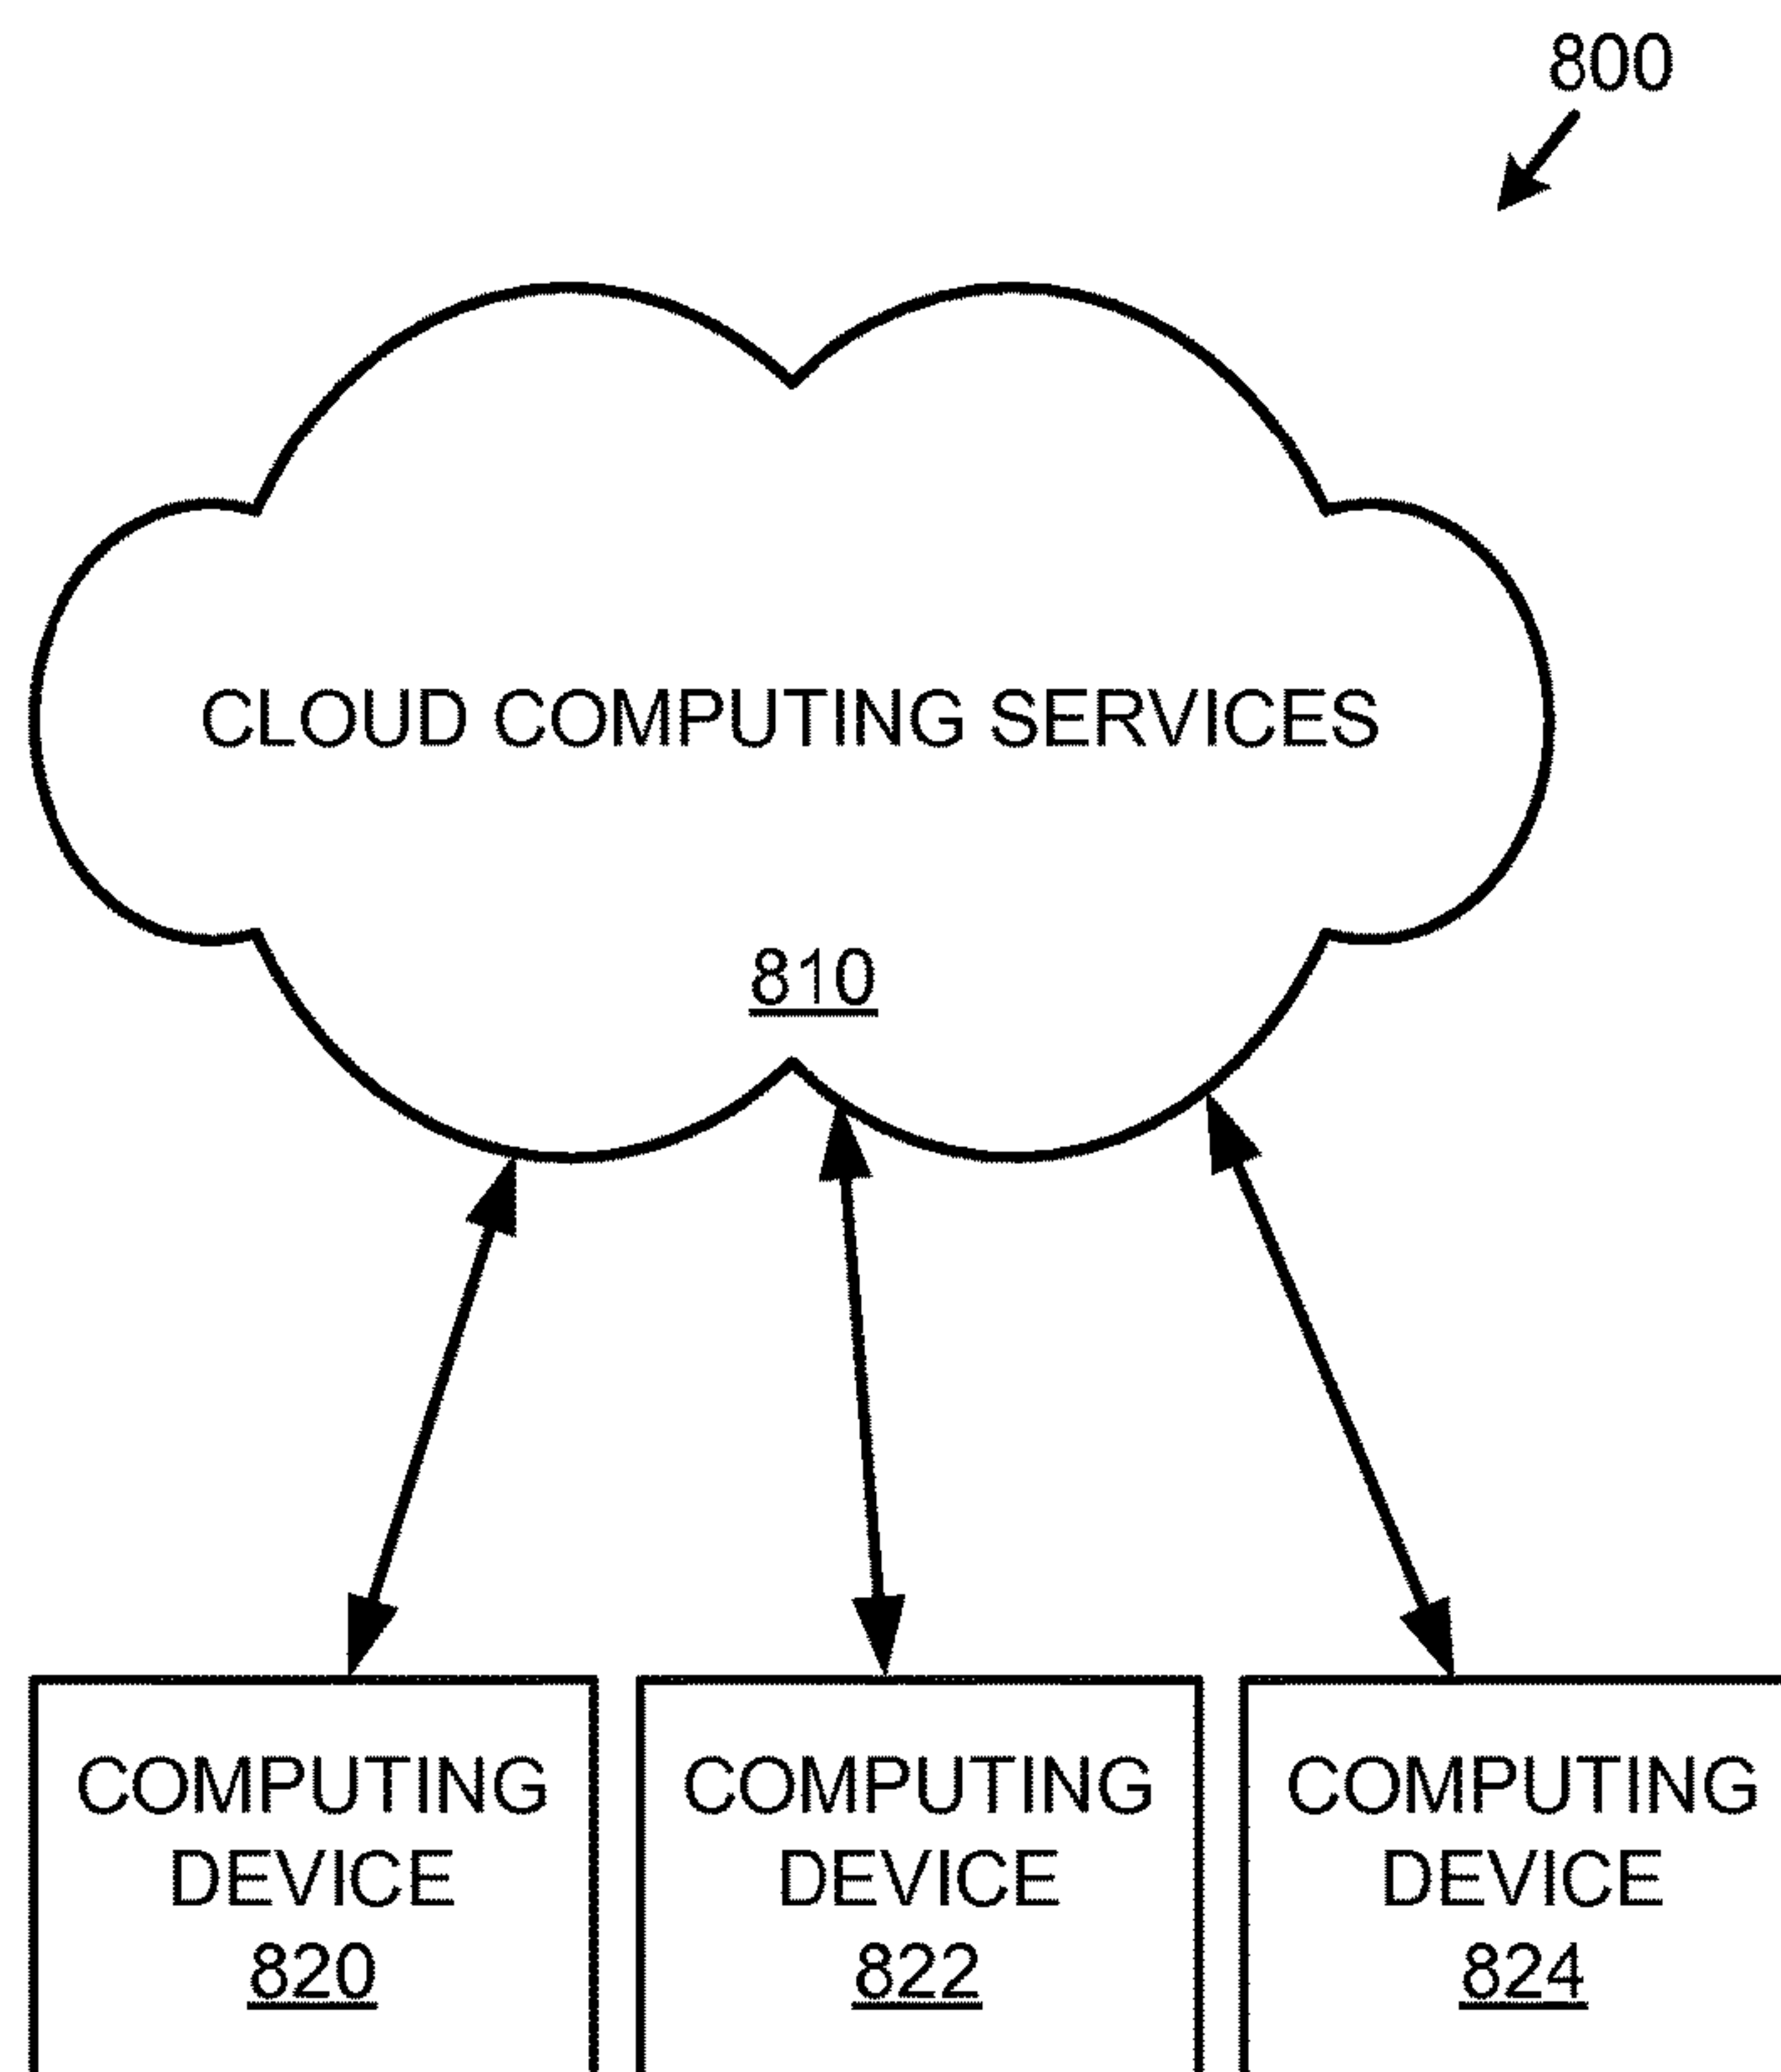 800
CLOUD COMPUTING SERVICES
810
COMPUTING
DEVICE
820
COMPUTING
DEVICE
822
COMPUTING
DEVICE
824